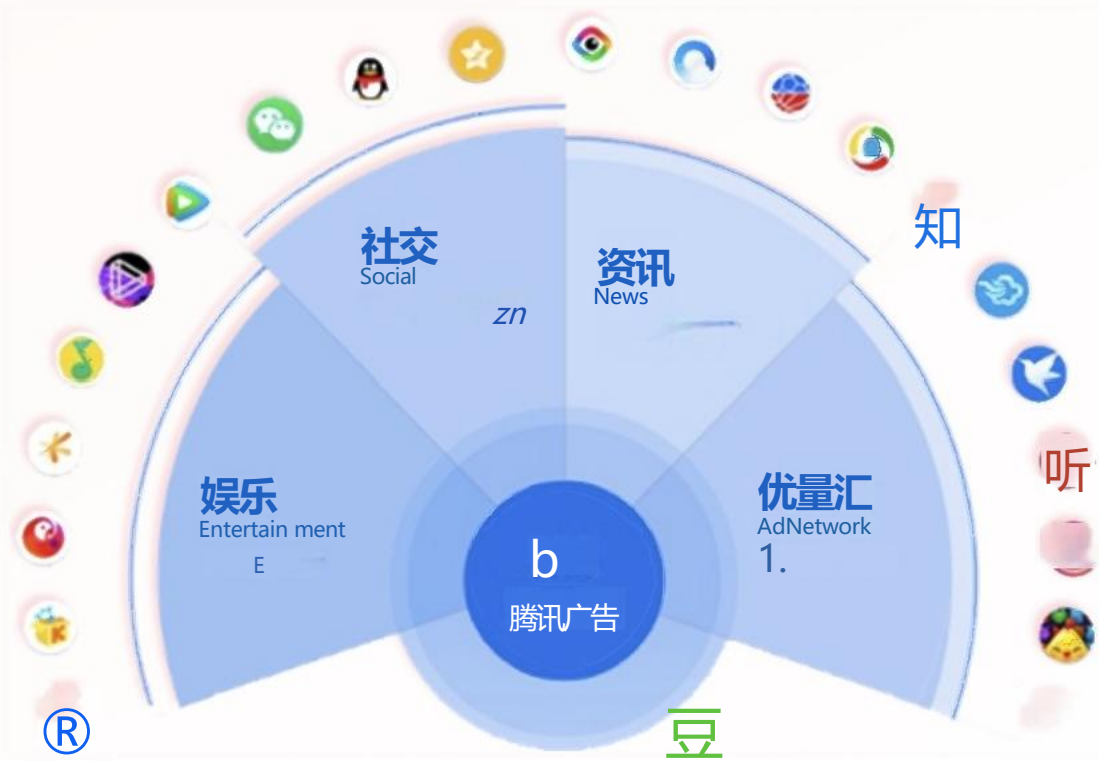 社交
Social
zn
资讯
News
知
娱乐
Entertain ment
E
优量汇
AdNetwork
1.
听
b
腾讯广告
®
豆